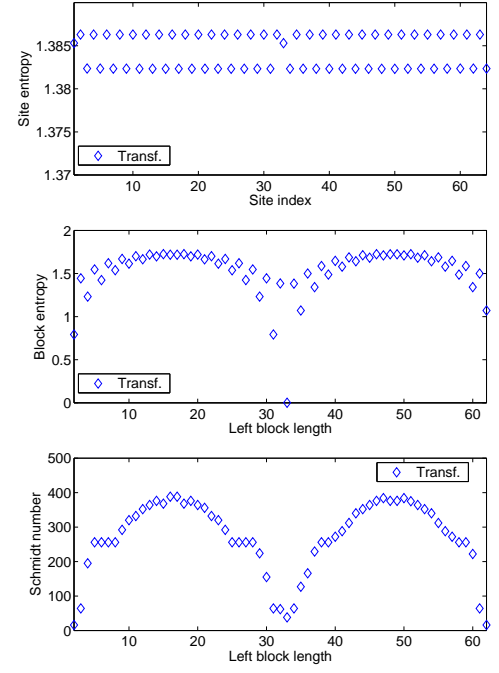 1.385
1.38
1.375
1.37
Site entropy
Transf.
10 20 30 40 50 60
Site index
2
1.5
1
0.5
0
Block entropy
Transf.
10 20 30 40 50 60
Left block length
500
400
300
200
100
0
Schmidt number
Transf.
10 20 30 40 50 60
Left block length